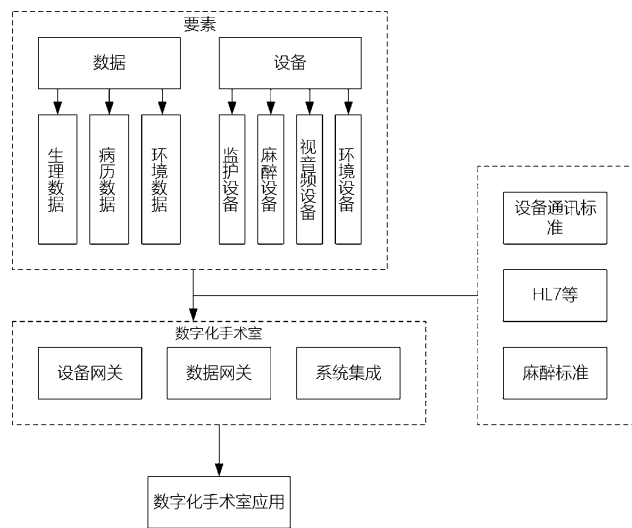 要素
数据
设备
生理数据
病历数据
环境数据
监护设备
麻醉设备
视音频设备
环境设备
设备通讯标
准
HL7等
麻醉标准
数字化手术室
设备网关
数据网关
系统集成
数字化手术室应用